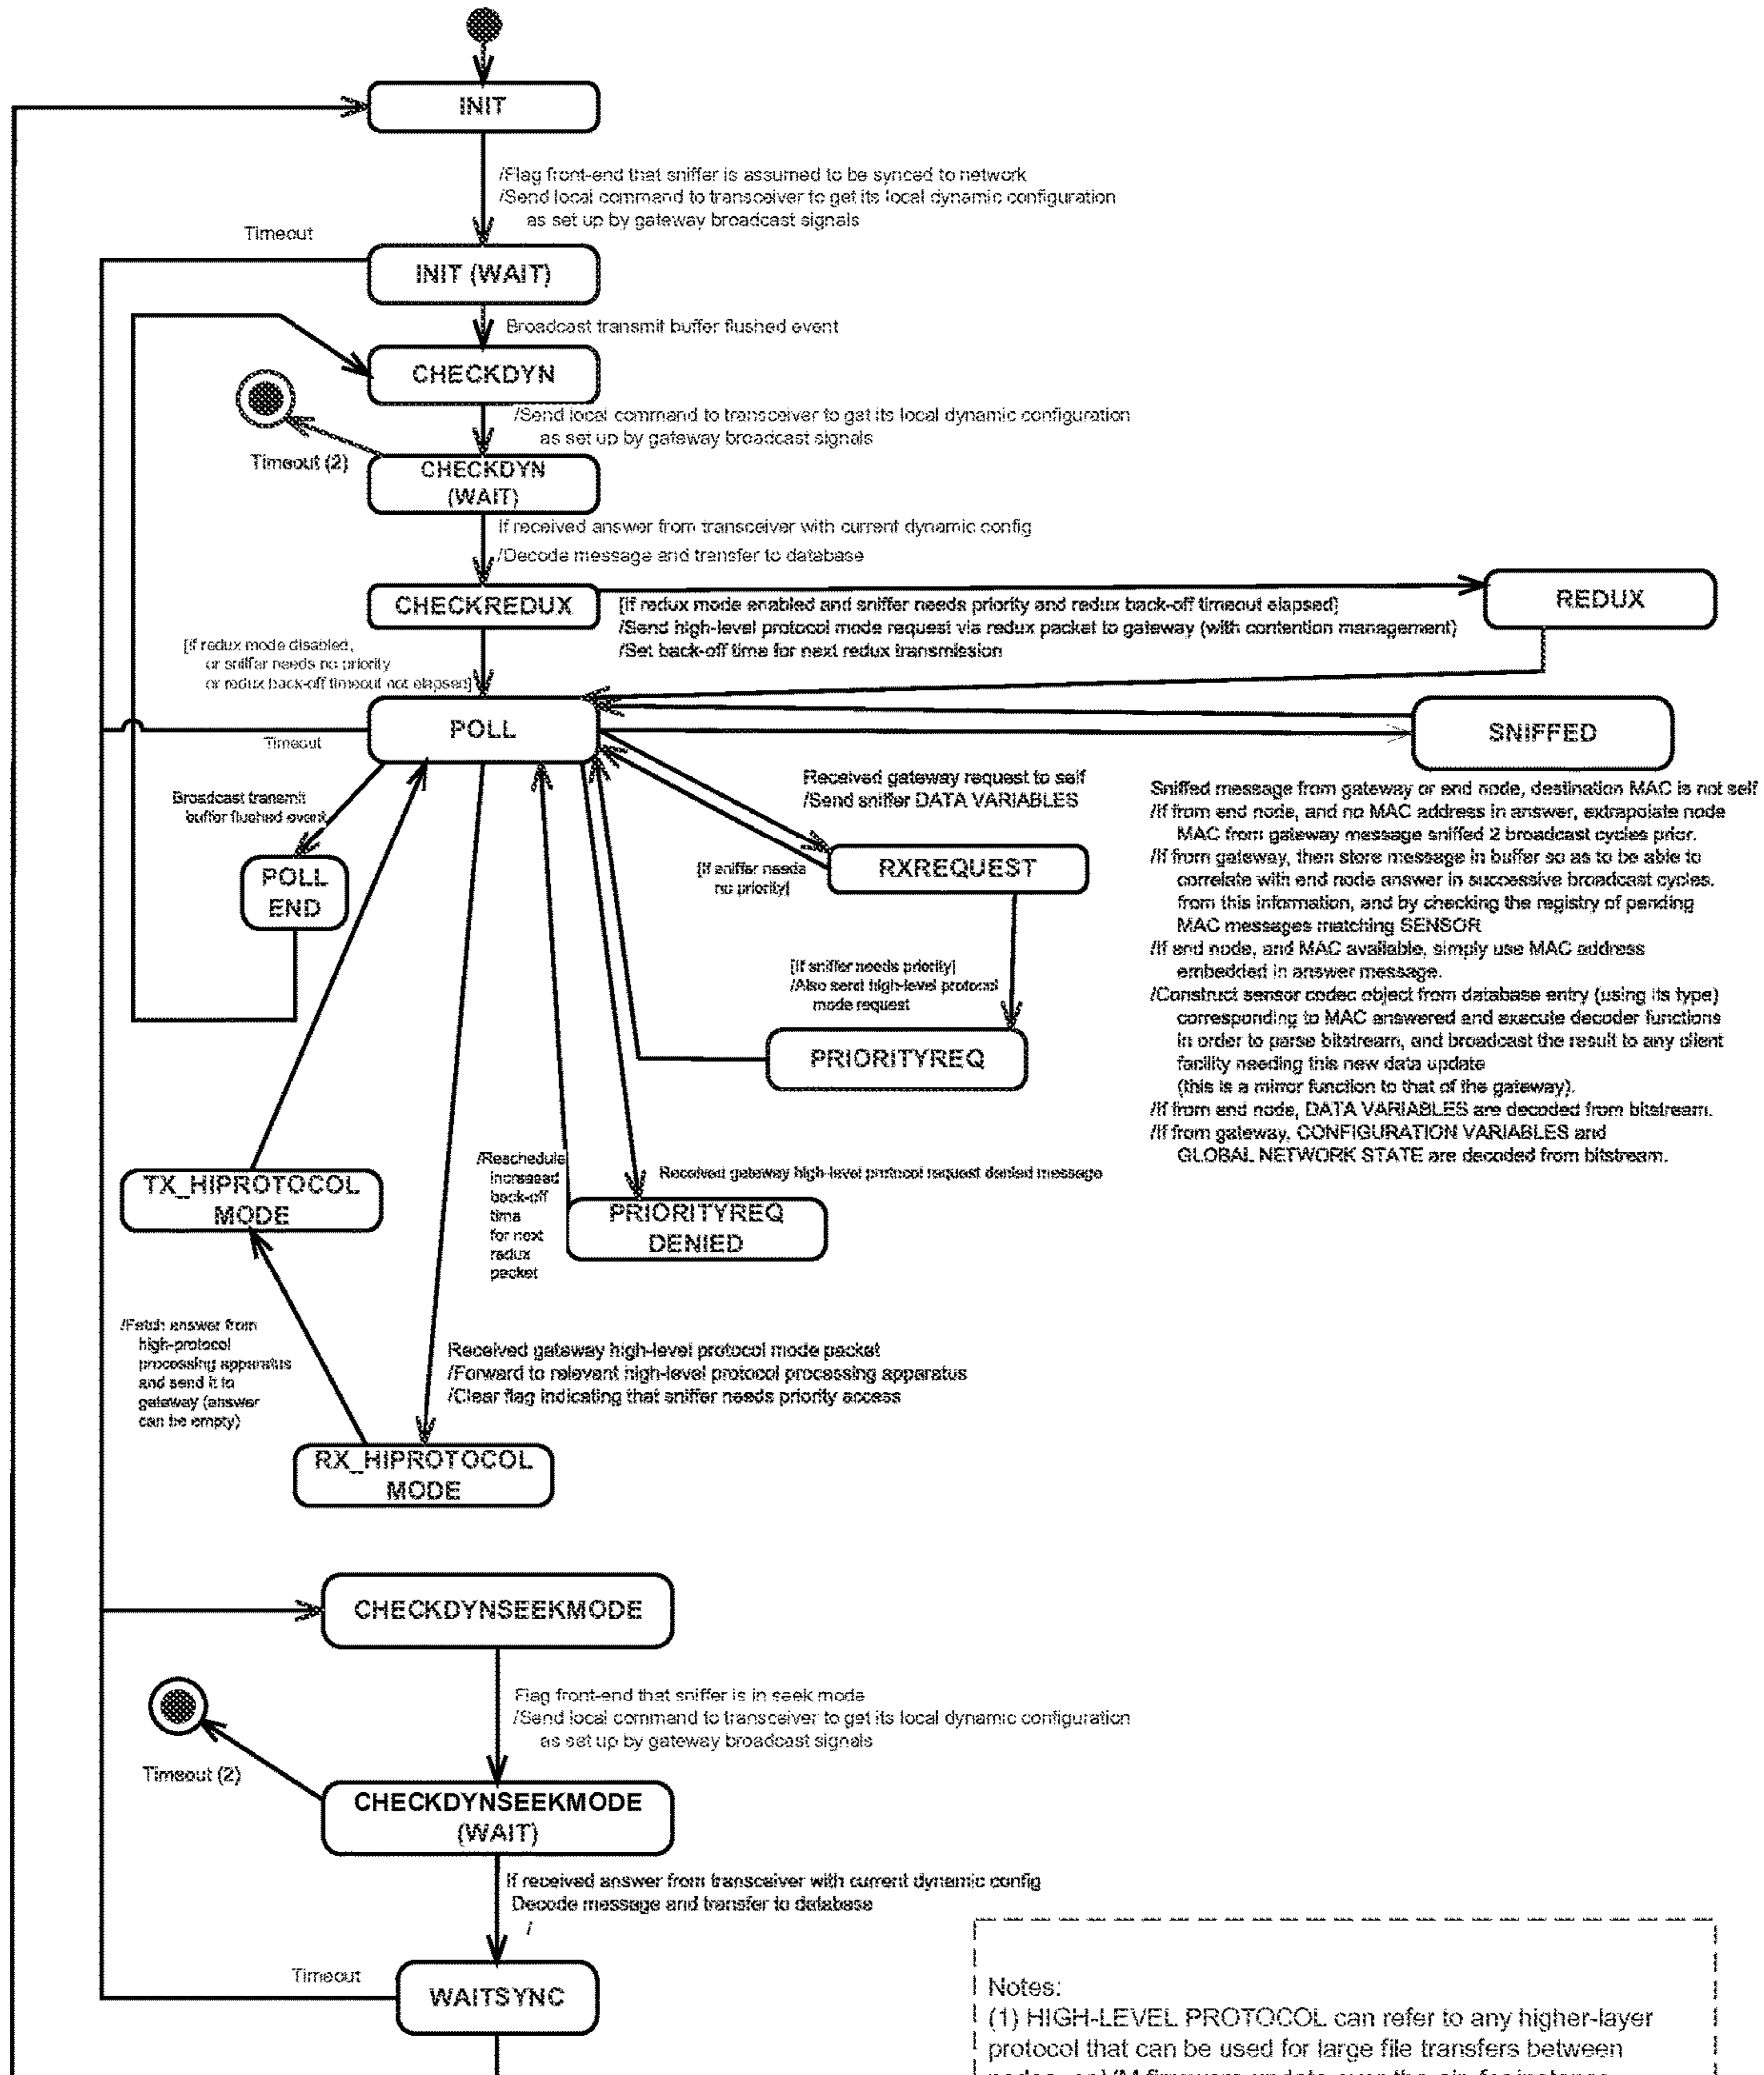 INIT
/Flag front-end that sniffer is assumed to be synced to network
/Send local command to transceiver to get its local dynamic configuration
as set up by gateway broadcast signals
Timeout
INIT (WAIT)
Broadcast transmit buffer flushed event
CHECKDYN
/Send local command to transceiver to get its local dynamic configuration
as set up by gateway broadcast signals
Timeout (2)
CHECKDYN
(WAIT)
If received answer from transceiver with current dynamic config
/Decode message and transfer to database
CHECKREDUX
[If redux mode enabled and sniffer needs priority and redux back-off timeout elapsed]
/Send high-level protocol mode request via redux packet to gateway (with contention management)
/Set back-off time for next redux transmission
REDUX
[If redux mode disabled,
or sniffer needs no priority
or redux back-off timeout not elapsed]
POLL
Timeout
SNIFFED
Broadcast transmit
buffer flushed event
Received gateway request to self
/Send sniffer DATA VARIABLES
Sniffed message from gateway or end node, destination MAC is not self
/If from end node, and no MAC address in answer, extrapolate node
MAC from gateway message sniffed 2 broadcast cycles prior.
/If from gateway, then store message in buffer so as to be able to
correlate with end node answer in successive broadcast cycles.
from this information, and by checking the registry of pending
MAC messages matching SENSOR
/If end node, and MAC available, simply use MAC address
embedded in answer message.
/Construct sensor codec object from database entry (using its type)
corresponding to MAC answered and execute decoder functions
in order to parse bitstream, and broadcast the result to any client
facility needing this new data update
(this is a mirror function to that of the gateway).
/If from end node, DATA VARIABLES are decoded from bitstream.
/If from gateway, CONFIGURATION VARIABLES and
GLOBAL NETWORK STATE are decoded from bitstream.
POLL
END
[If sniffer needs
no priority]
RXREQUEST
[If sniffer needs priority]
/Also send high-level protocol
mode request
PRIORITYREQ
TX_HIPROTOCOL
MODE
/Reschedule
increased
back-off
time
for next
redux
packet
Received gateway high-level protocol request denied message
PRIORITYREQ
DENIED
/Fetch answer from
high-protocol
processing apparatus
and send it to
gateway (answer
can be empty)
Received gateway high-level protocol mode packet
/Forward to relevant high-level protocol processing apparatus
/Clear flag indicating that sniffer needs priority access
RX_HIPROTOCOL
MODE
CHECKDYNSEEKMODE
Flag front-end that sniffer is in seek mode
/Send local command to transceiver to get its local dynamic configuration
as set up by gateway broadcast signals
Timeout (2)
CHECKDYNSEEKMODE
(WAIT)
If received answer from transceiver with current dynamic config
Decode message and transfer to database
/
Timeout
WAITSYNC
Notes:
(1) HIGH-LEVEL PROTOCOL can refer to any higher-layer
protocol that can be used for large file transfers between